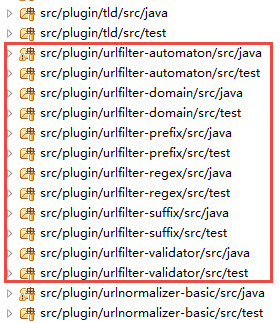 src/plugin/tld/src/java
src/plugin/tld/src/test
src/plugin/urlfilter-automaton/src/java
src/plugin/urlfilter-automaton/src/test
src/plugin/urlfilter-domain/src/java
src/plugin/urlfilter-domain/src/test
src/plugin/urlfilter-prefix/src/java
src/plugin/urlfilter-prefix/src/test
src/plugin/urlfilter-regex/src/java
src/plugin/urlfilter-regex/src/test
src/plugin/urlfilter-suffix/src/java
src/plugin/urlfilter-suffix/src/test
src/plugin/urlfilter-validator/src/java
src/plugin/urlfilter-validator/src/test
src/plugin/urlnormalizer-basic/src/java
src/plugin/urlnormalizer-basic/src/test